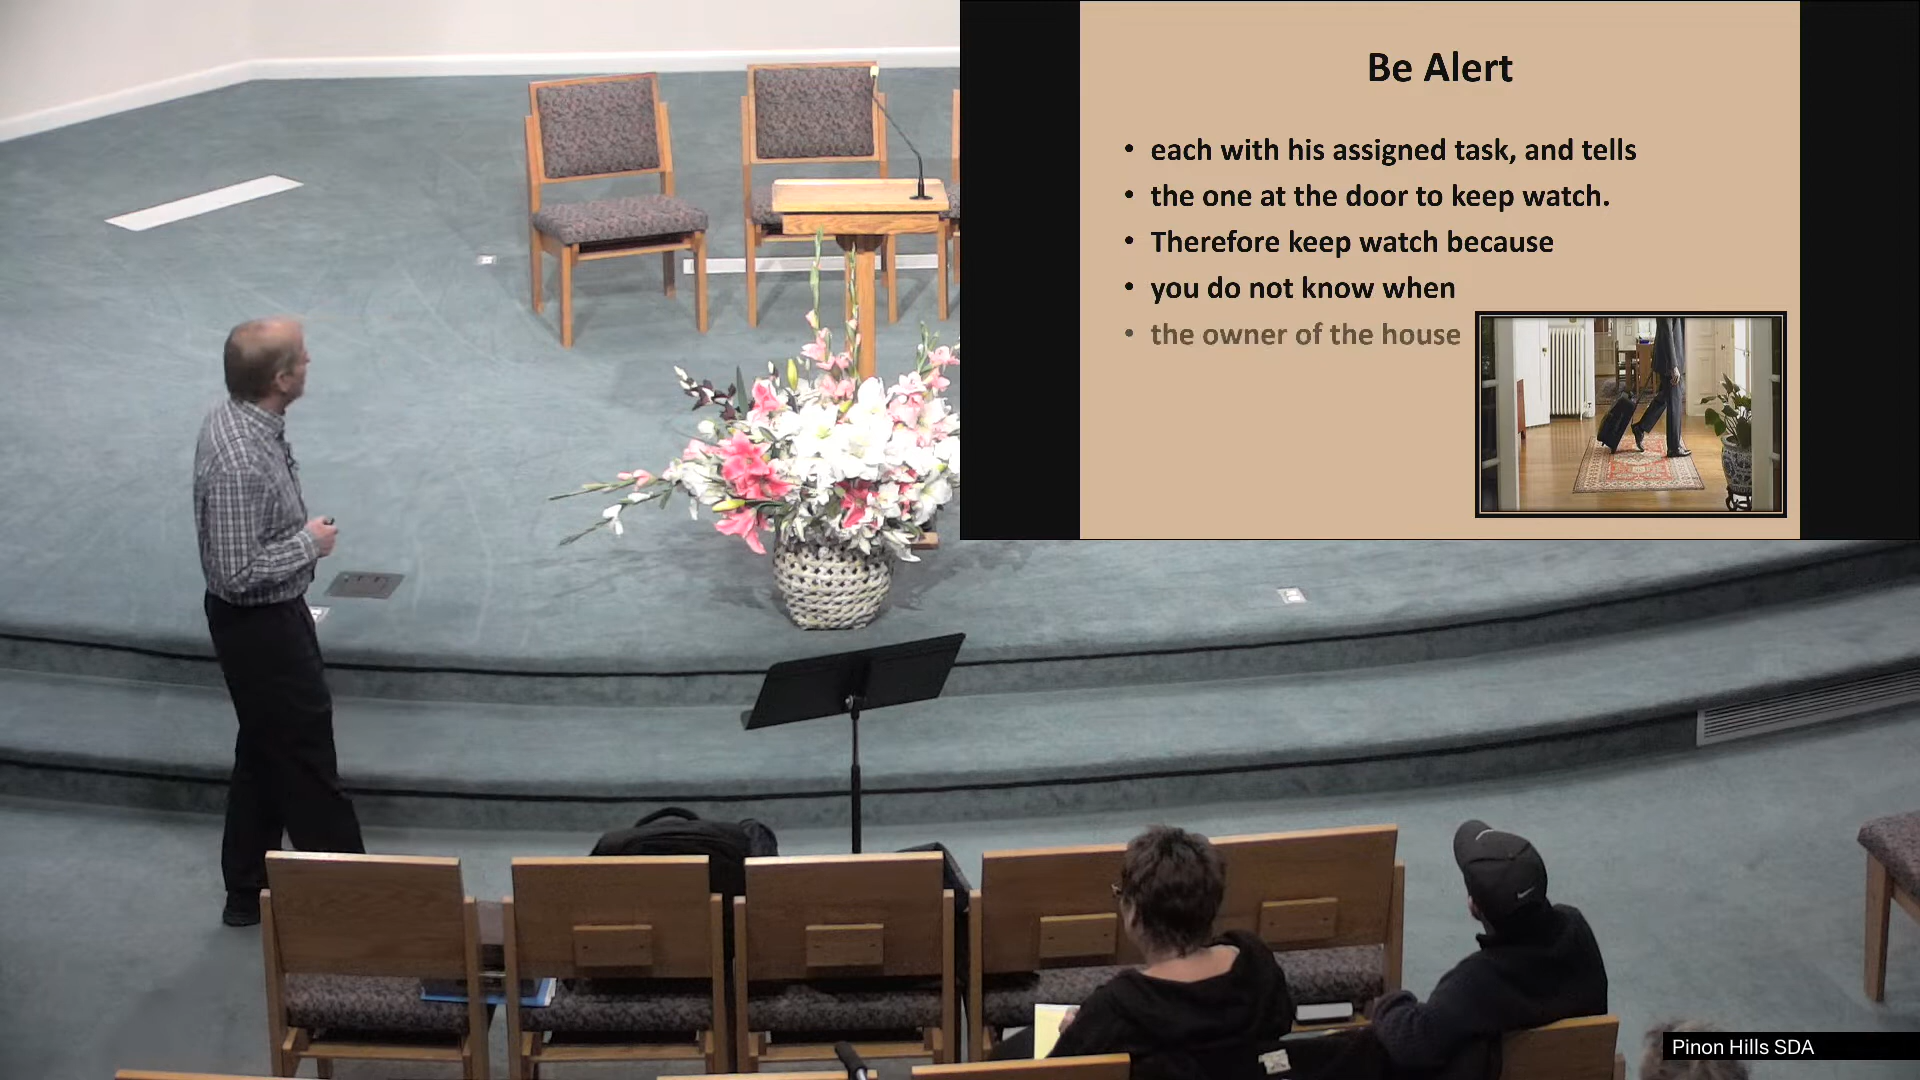 Be Alert
• each with his assigned task, and tells
• the one at the door to keep watch.
• Therefore keep watch because
• you do not know when
• the owner of the house
Pinon Hills SDA